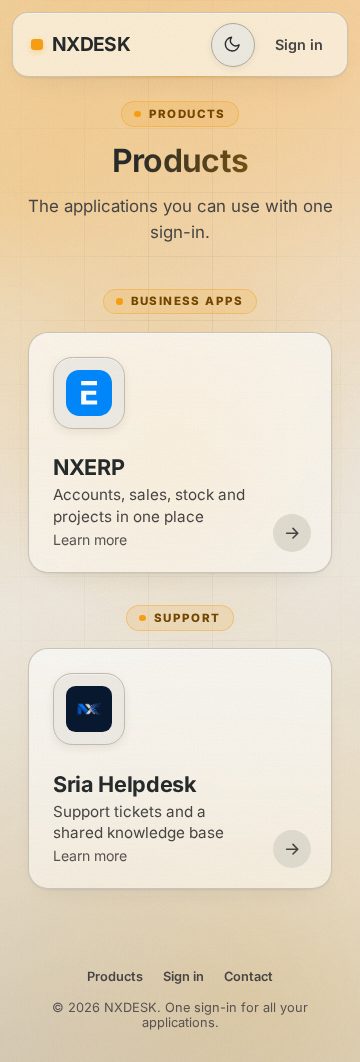 NXDESK
Sign in
PRODUCTS
Products
The applications you can use with one
sign-in.
BUSINESS APPS
NXERP
Accounts, sales, stock and
projects in one place
Learn more
SUPPORT
NX
Sria Helpdesk
Support tickets and a
shared knowledge base
Learn more
Products Sign in Contact
© 2026 NXDESK. One sign-in for all your
applications.